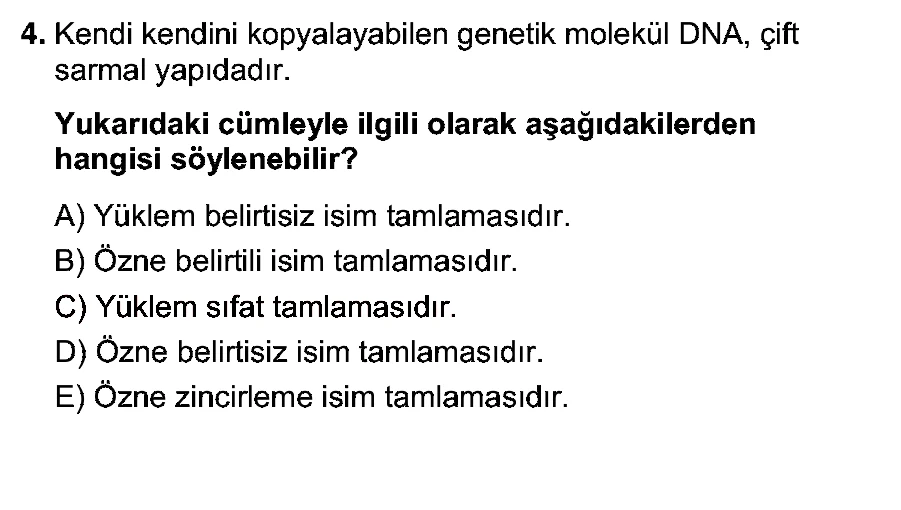 4. Kendi kendini kopyalayabilen genetik molekül DNA, çift
sarmal yapıdadır.
Yukarıdaki cümleyle ilgili olarak aşağıdakilerden
hangisi söylenebilir?
A) Yüklem belirtisiz isim tamlamasıdır.
B) Özne belirtili isim tamlamasıdır.
C) Yüklem sıfat tamlamasıdır.
D) Özne belirtisiz isim tamlamasıdır.
E) Özne zincirleme isim tamlamasıdır.